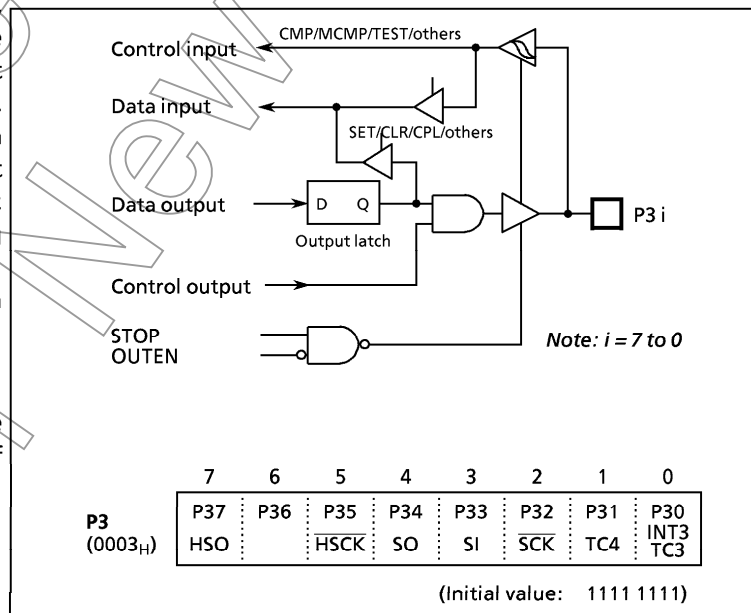 CMP/MCMP/TEST/others
Control input
Data input
SET/CLR/CPL/others
Data output
D Q
P3 i
Output latch
Control output
STOP
OUTEN
Note: i = 7 to 0
7 6 5 4 3 2 1 0
P3
(0003H)
P37 P36 P35 P34 P33 P32 P31 P30
HSO HSCK SO SI SCK TC4 INT3
TC3
(Initial value: 1111 1111)
New